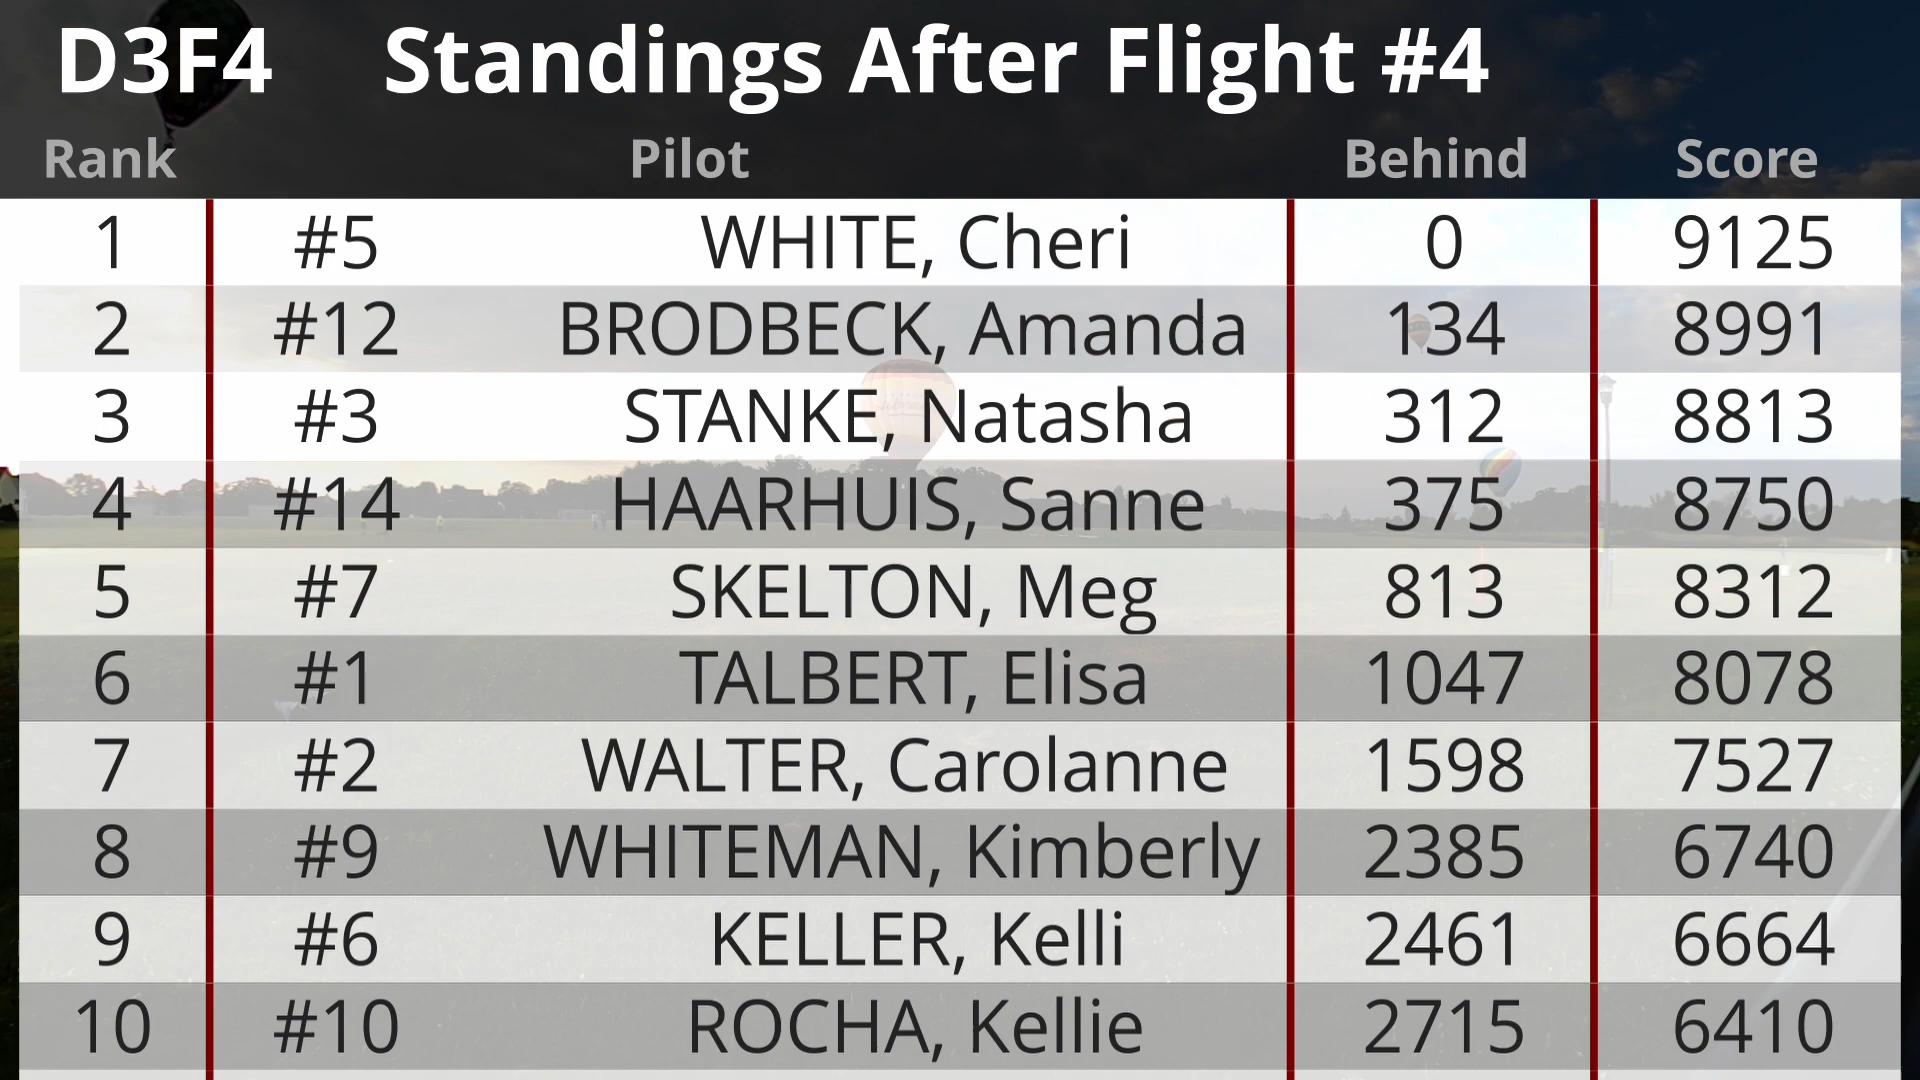 D3F4 Standings After Flight #4
Rank Pilot Behind Score
1 #5 WHITE, Cheri 0 9125
2 #12 BRODBECK, Amanda 134 8991
3 #3 STANKE, Natasha 312 8813
4 #14 HAARHUIS, Sanne 375 8750
5 #7 SKELTON, Meg 813 8312
6 #1 TALBERT, Elisa 1047 8078
7 #2 WALTER, Carolanne 1598 7527
8 #9 WHITEMAN, Kimberly 2385 6740
9 #6 KELLER, Kelli 2461 6664
10 #10 ROCHA, Kellie 2715 6410